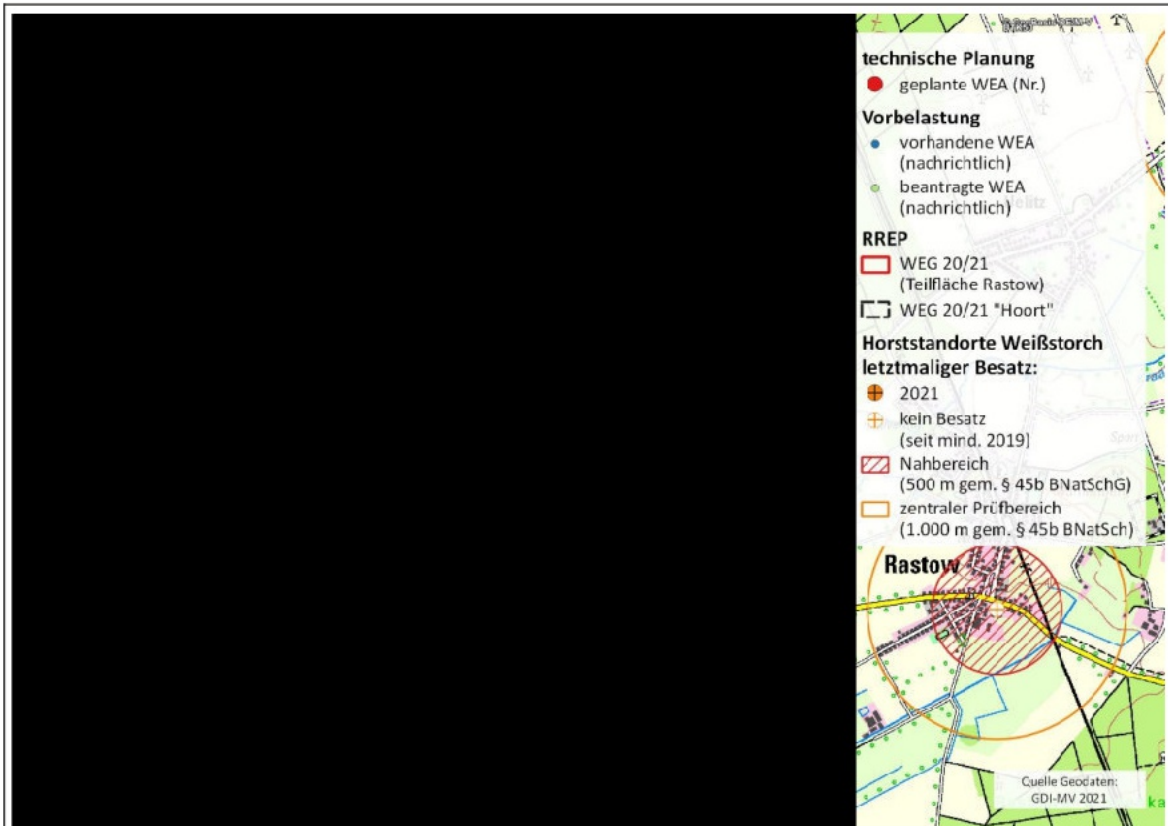 technische Planung
geplante WEA (Nr.)
Vorbelastung
vorhandene WEA
(nachrichtlich)
beantragte WEA
(nachrichtlich)
RREP
WEG 20/21
(Teilfläche Rastow)
WEG 20/21 "Hoort"
Horststandorte Weißstorch
letztmaliger Besatz:
2021
kein Besatz
(seit mind. 2019)
Nahbereich
(500 m gem. § 45b BNatSchG)
zentraler Prüfbereich
(1.000 m gem. § 45b BNatSch)
Rastow
Quelle Geodaten:
GDI-MV 2021
ka